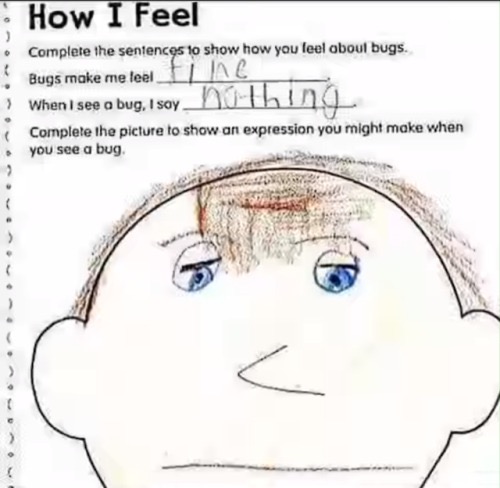 How I Feel
Complete the sentences to show how you feel about bugs.
Bugs make me feel fine.
When I see a bug, I say nothing
Complete the picture to show an expression you might make when
you see a bug.